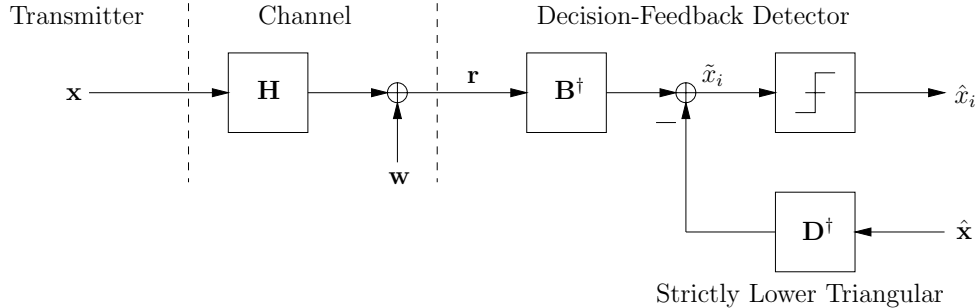 Transmitter Channel Decision-Feedback Detector
x H r B† x̃ᵢ x̂ᵢ
−
w
D† x̂
Strictly Lower Triangular